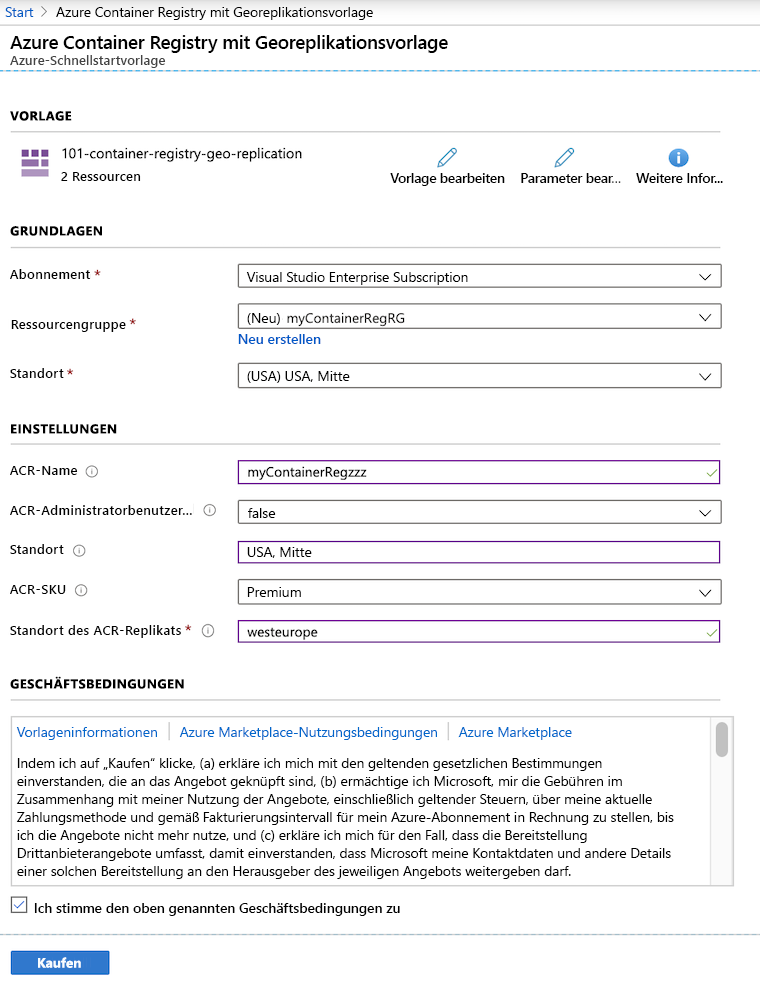 Start > Azure Container Registry mit Georeplikationsvorlage
Azure Container Registry mit Georeplikationsvorlage
Azure-Schnellstartvorlage
VORLAGE
101-container-registry-geo-replication
2 Ressourcen
Vorlage bearbeiten
Parameter bear...
Weitere Infor...
GRUNDLAGEN
Abonnement *
Visual Studio Enterprise Subscription
Ressourcengruppe *
(Neu) myContainerRegRG
Neu erstellen
Standort *
(USA) USA, Mitte
EINSTELLUNGEN
ACR-Name
myContainerRegzzz
ACR-Administratorbenutzer...
false
Standort
USA, Mitte
ACR-SKU
Premium
Standort des ACR-Replikats *
westeurope
GESCHÄFTSBEDINGUNGEN
Vorlageninformationen | Azure Marketplace-Nutzungsbedingungen | Azure Marketplace
Indem ich auf „Kaufen“ klicke, (a) erkläre ich mich mit den geltenden gesetzlichen Bestimmungen
einverstanden, die an das Angebot geknüpft sind, (b) ermächtige ich Microsoft, mir die Gebühren im
Zusammenhang mit meiner Nutzung der Angebote, einschließlich geltender Steuern, über meine aktuelle
Zahlungsmethode und gemäß Fakturierungsintervall für mein Azure-Abonnement in Rechnung zu stellen, bis
ich die Angebote nicht mehr nutze, und (c) erkläre ich mich für den Fall, dass die Bereitstellung
Drittanbieterangebote umfasst, damit einverstanden, dass Microsoft meine Kontaktdaten und andere Details
einer solchen Bereitstellung an den Herausgeber des jeweiligen Angebots weitergeben darf.
Ich stimme den oben genannten Geschäftsbedingungen zu
Kaufen